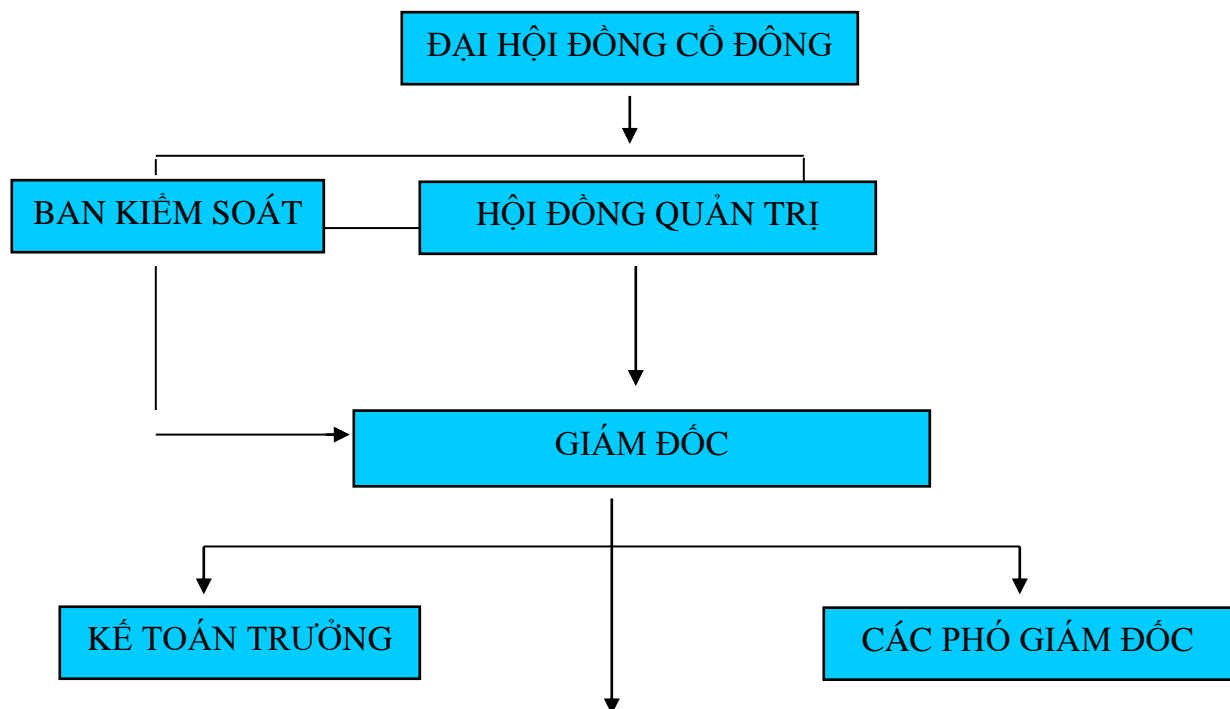 ĐẠI HỘI ĐỒNG CỔ ĐÔNG
BAN KIỂM SOÁT
HỘI ĐỒNG QUẢN TRỊ
GIÁM ĐỐC
KẾ TOÁN TRƯỞNG
CÁC PHÓ GIÁM ĐỐC